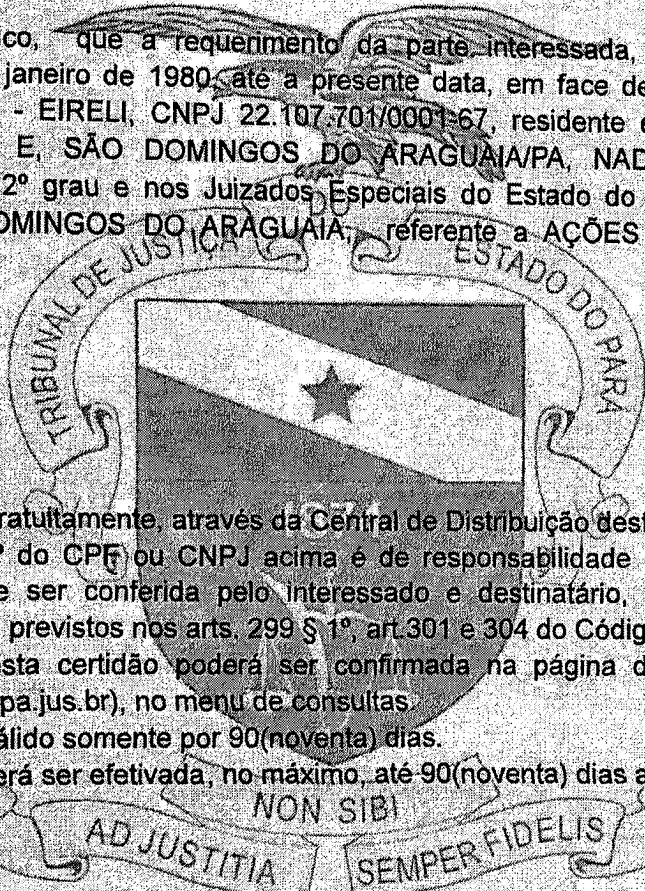 ico, que a requerimento da parte interessada,
janeiro de 1980, até a presente data, em face de
- EIRELI, CNPJ 22.107.701/0001-67, residente e
E, SÃO DOMINGOS DO ARAGUAIA/PA, NAD
2º grau e nos Juizados Especiais do Estado do
OMINGOS DO ARAGUAIA, referente a AÇÕES
TRIBUNAL DE JUSTIÇA DO ESTADO DO PARÁ
1874
ratuitamente, através da Central de Distribuição dest
º do CPF ou CNPJ acima é de responsabilidade
e ser conferida pelo interessado e destinatário,
previstos nos arts. 299 § 1º, art.301 e 304 do Código
esta certidão poderá ser confirmada na página d
pa.jus.br), no menu de consultas.
álido somente por 90(noventa) dias.
erá ser efetivada, no máximo, até 90(noventa) dias a
NON SIBI
AD JUSTITIA SEMPER FIDELIS